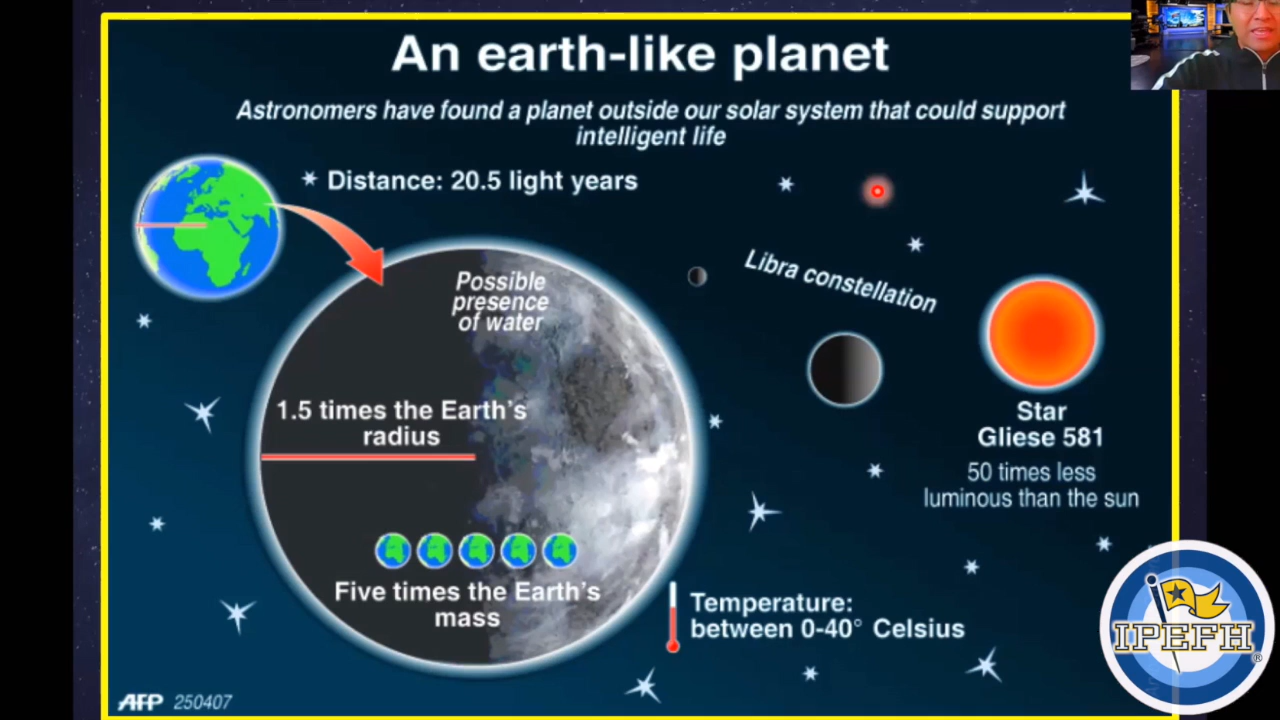 An earth-like planet
Astronomers have found a planet outside our solar system that could support
intelligent life
Distance: 20.5 light years
Possible
presence
of water
Libra constellation
1.5 times the Earth's
radius
Star
Gliese 581
50 times less
luminous than the sun
Five times the Earth's
mass
Temperature:
between 0-40° Celsius
IPEFH
®
AFP 250407